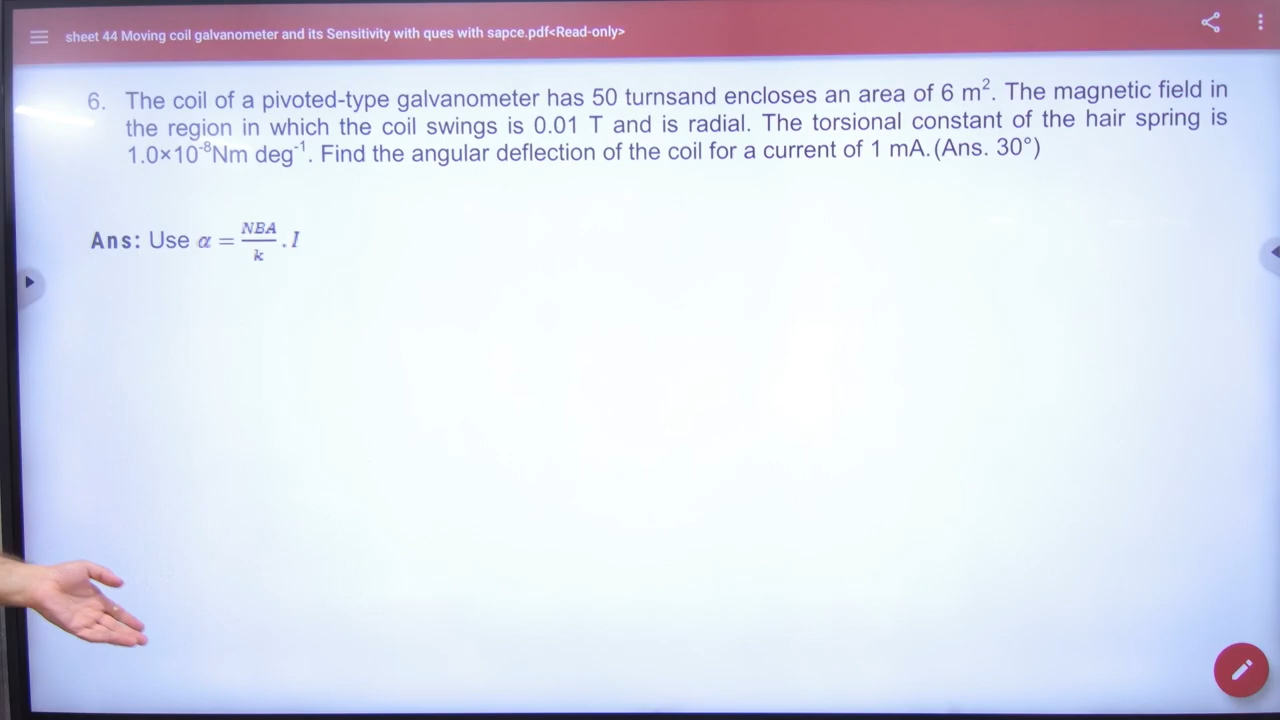 sheet 44 Moving coil galvanometer and its Sensitivity with ques with sapce.pdf<Read-only>
6. The coil of a pivoted-type galvanometer has 50 turnsand encloses an area of 6 m². The magnetic field in
the region in which the coil swings is 0.01 T and is radial. The torsional constant of the hair spring is
1.0×10⁻⁸Nm deg⁻¹. Find the angular deflection of the coil for a current of 1 mA.(Ans. 30°)
Ans: Use α = NBA/k . I